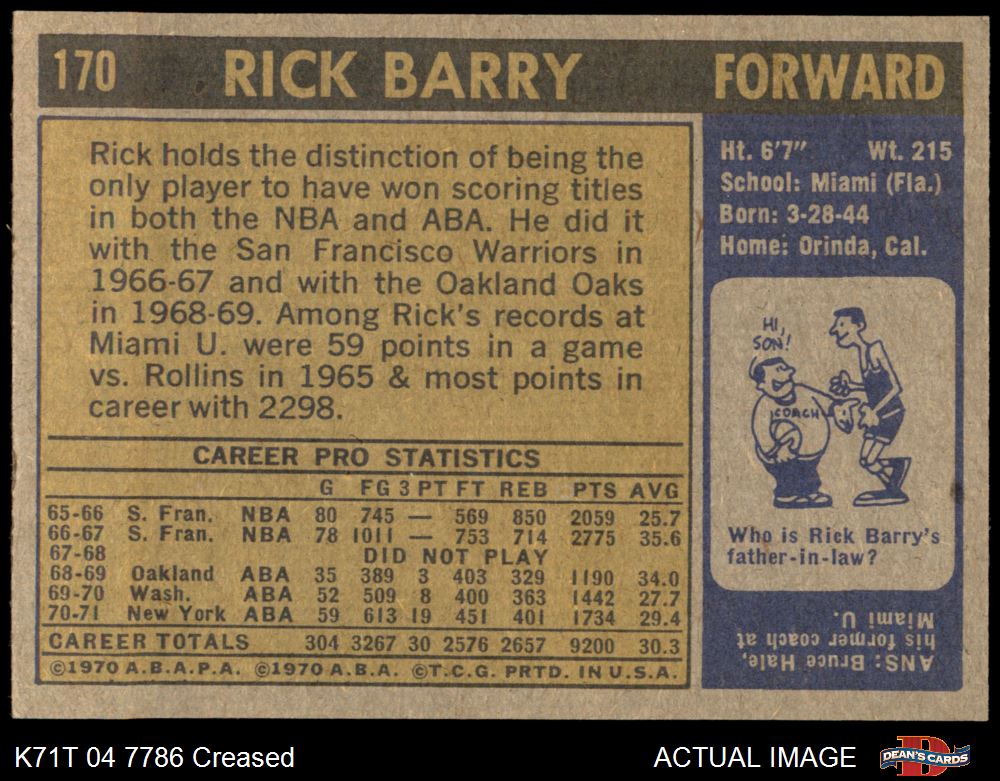 170 RICK BARRY FORWARD
Rick holds the distinction of being the
only player to have won scoring titles
in both the NBA and ABA. He did it
with the San Francisco Warriors in
1966-67 and with the Oakland Oaks
in 1968-69. Among Rick's records at
Miami U. were 59 points in a game
vs. Rollins in 1965 & most points in
career with 2298.
CAREER PRO STATISTICS
G FG 3 PT FT REB PTS AVG
65-66 S. Fran. NBA 80 745 — 569 850 2059 25.7
66-67 S. Fran. NBA 78 1011 — 753 714 2775 35.6
67-68 DID NOT PLAY
68-69 Oakland ABA 35 389 3 403 329 1190 34.0
69-70 Wash. ABA 52 509 8 400 363 1442 27.7
70-71 New York ABA 59 613 19 451 401 1734 29.4
CAREER TOTALS 304 3267 30 2576 2657 9200 30.3
©1970 A.B.A.P.A. ©1970 A.B.A. ©T.C.G. PRTD. IN U.S.A.
Ht. 6'7" Wt. 215
School: Miami (Fla.)
Born: 3-28-44
Home: Orinda, Cal.
HI,
SON!
COACH
Who is Rick Barry's
father-in-law?
ANS: Bruce Hale,
his former coach at
Miami U.
K71T 04 7786 Creased ACTUAL IMAGE
D
DEAN'S CARDS